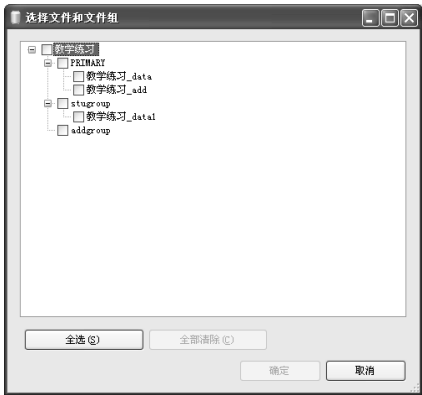 选择文件和文件组
教学练习
PRIMARY
教学练习_data
教学练习_add
stugroup
教学练习_data1
addgroup
全选(S) 全部清除(C)
确定 取消